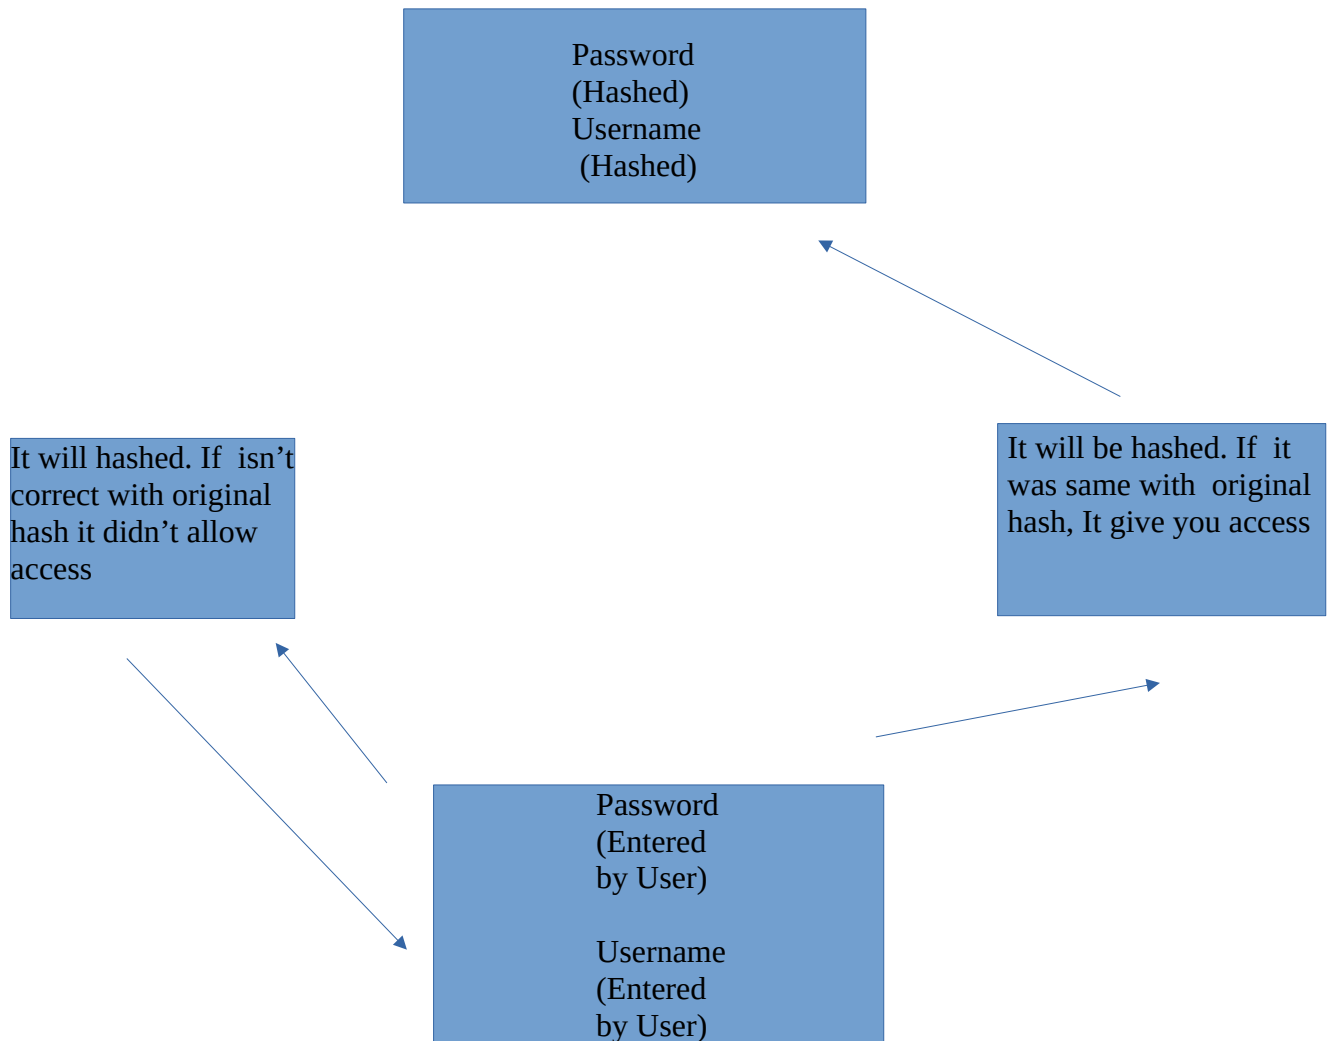 Password
(Hashed)
Username
(Hashed)
It will hashed. If  isn’t
correct with original
hash it didn’t allow
access
It will be hashed. If  it
was same with  original
hash, It give you access
Password
(Entered
by User)
Username
(Entered
by User)